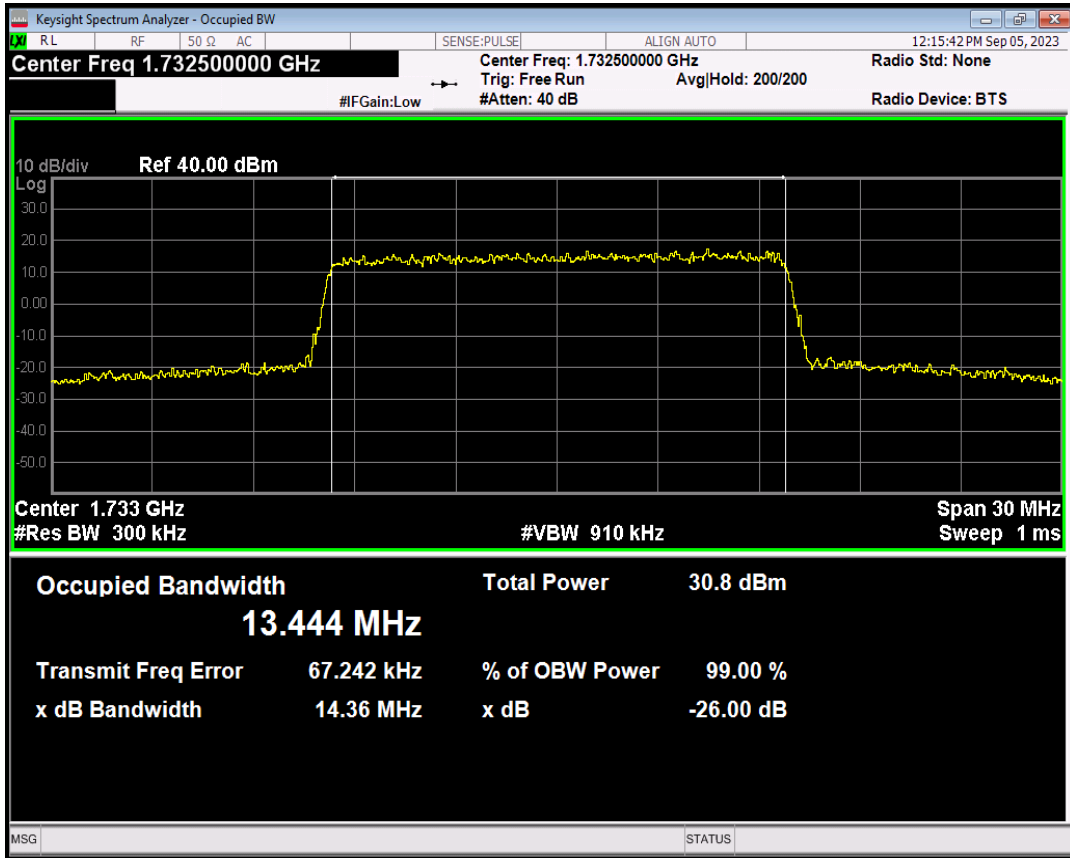 Keysight Spectrum Analyzer - Occupied BW
LXI RL RF 50 Ω AC SENSE:PULSE ALIGN AUTO 12:15:42 PM Sep 05, 2023
Center Freq 1.732500000 GHz Center Freq: 1.732500000 GHz Radio Std: None
Trig: Free Run Avg|Hold: 200/200
#IFGain:Low #Atten: 40 dB Radio Device: BTS
10 dB/div Ref 40.00 dBm
Log
30.0
20.0
10.0
0.00
-10.0
-20.0
-30.0
-40.0
-50.0
Center 1.733 GHz Span 30 MHz
#Res BW 300 kHz #VBW 910 kHz Sweep 1 ms
Occupied Bandwidth Total Power 30.8 dBm
13.444 MHz
Transmit Freq Error 67.242 kHz % of OBW Power 99.00 %
x dB Bandwidth 14.36 MHz x dB -26.00 dB
MSG STATUS